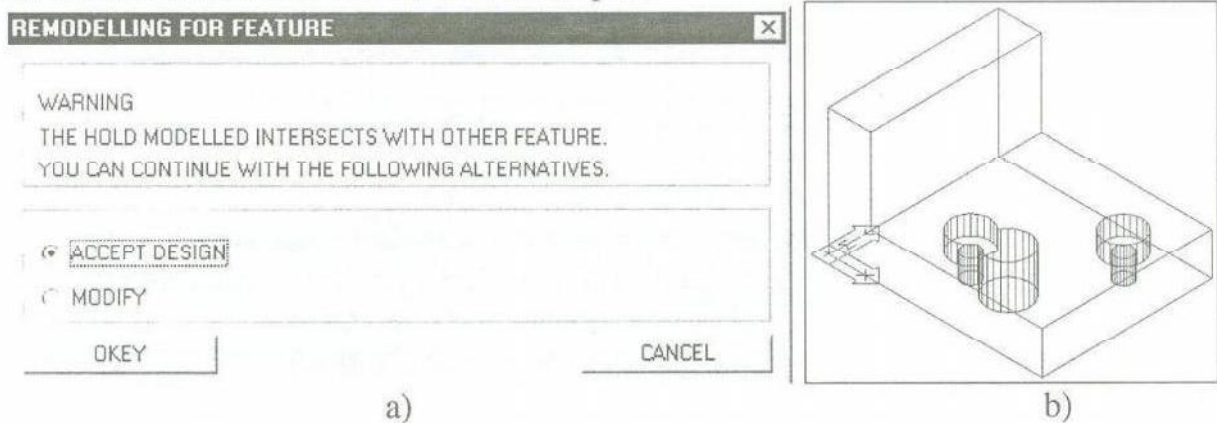 REMODELLING FOR FEATURE
WARNING
THE HOLD MODELLED INTERSECTS WITH OTHER FEATURE.
YOU CAN CONTINUE WITH THE FOLLOWING ALTERNATIVES.
ACCEPT DESIGN
MODIFY
OKEY CANCEL
a) b)